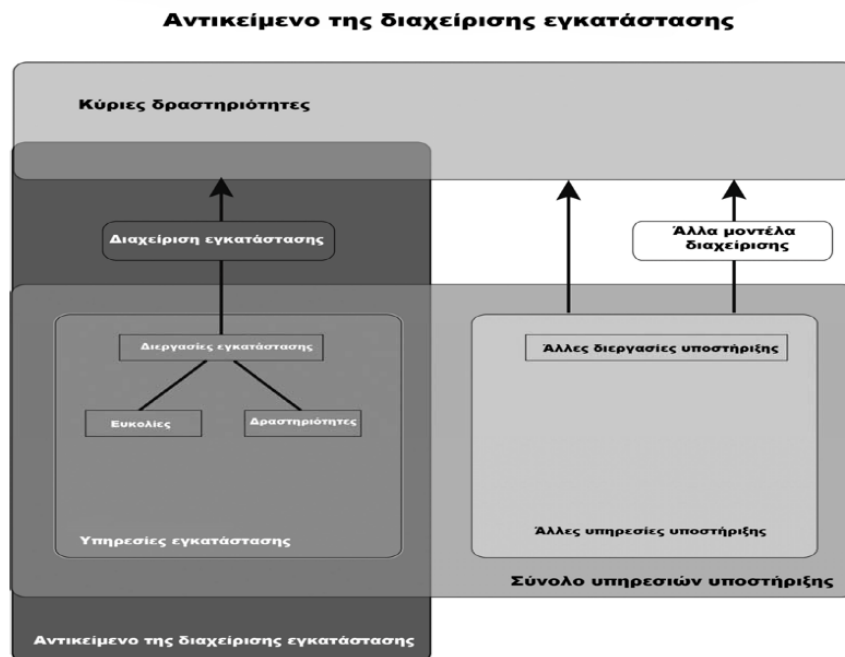 Αντικείμενο της διαχείρισης εγκατάστασης
Κύριες δραστηριότητες
Διαχείριση εγκατάστασης
Άλλα μοντέλα
διαχείρισης
Διεργασίες εγκατάστασης
Άλλες διεργασίες υποστήριξης
Ευκολίες
Δραστηριότητες
Υπηρεσίες εγκατάστασης
Άλλες υπηρεσίες υποστήριξης
Σύνολο υπηρεσιών υποστήριξης
Αντικείμενο της διαχείρισης εγκατάστασης